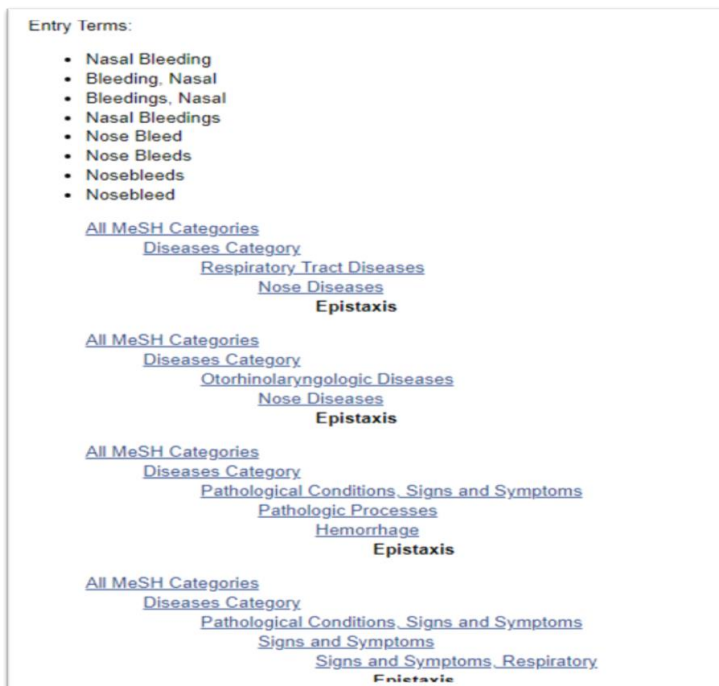 Entry Terms:
Nasal Bleeding
Bleeding, Nasal
Bleedings, Nasal
Nasal Bleedings
Nose Bleed
Nose Bleeds
Nosebleeds
Nosebleed
All MeSH Categories
Diseases Category
Respiratory Tract Diseases
Nose Diseases
Epistaxis
All MeSH Categories
Diseases Category
Otorhinolaryngologic Diseases
Nose Diseases
Epistaxis
All MeSH Categories
Diseases Category
Pathological Conditions, Signs and Symptoms
Pathologic Processes
Hemorrhage
Epistaxis
All MeSH Categories
Diseases Category
Pathological Conditions, Signs and Symptoms
Signs and Symptoms
Signs and Symptoms, Respiratory
Epistaxis